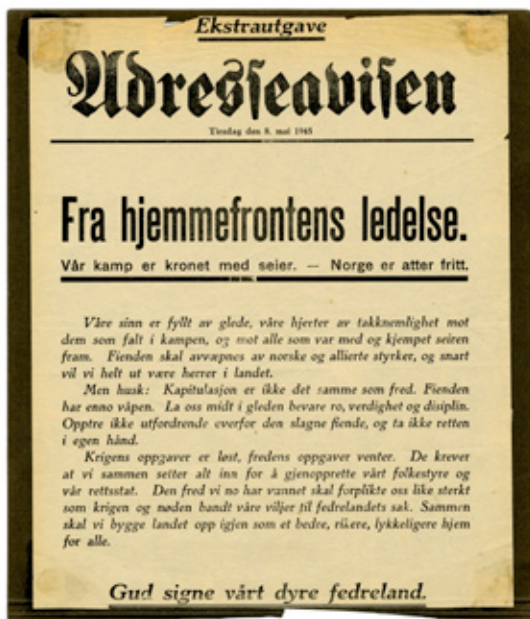 Ekstrautgave
Adresseavisen
Tirsdag den 8. mai 1945
Fra hjemmefrontens ledelse.
Vår kamp er kronet med seier. — Norge er atter fritt.
Våre sinn er fyllt av glede, våre hjerter av takknemlighet mot
dem som falt i kampen, og mot alle som var med og kjempet seiren
fram. Fienden skal avvæpnes av norske og allierte styrker, og snart
vil vi helt ut være herrer i landet.
Men husk: Kapitulasjon er ikke det samme som fred. Fienden
har enno våpen. La oss midt i gleden bevare ro, verdighet og disiplin.
Opptre ikke utfordrende overfor den slagne fiende, og ta ikke retten
i egen hånd.
Krigens oppgaver er løst, fredens oppgaver venter. De krever
at vi sammen setter alt inn for å gjenopprette vårt folkestyre og
vår rettsstat. Den fred vi no har vunnet skal forplikte oss like sterkt
som krigen og nøden bandt våre viljer til fedrelandets sak. Sammen
skal vi bygge landet opp igjen som et bedre, rikere, lykkeligere hjem
for alle.
Gud signe vårt dyre fedreland.